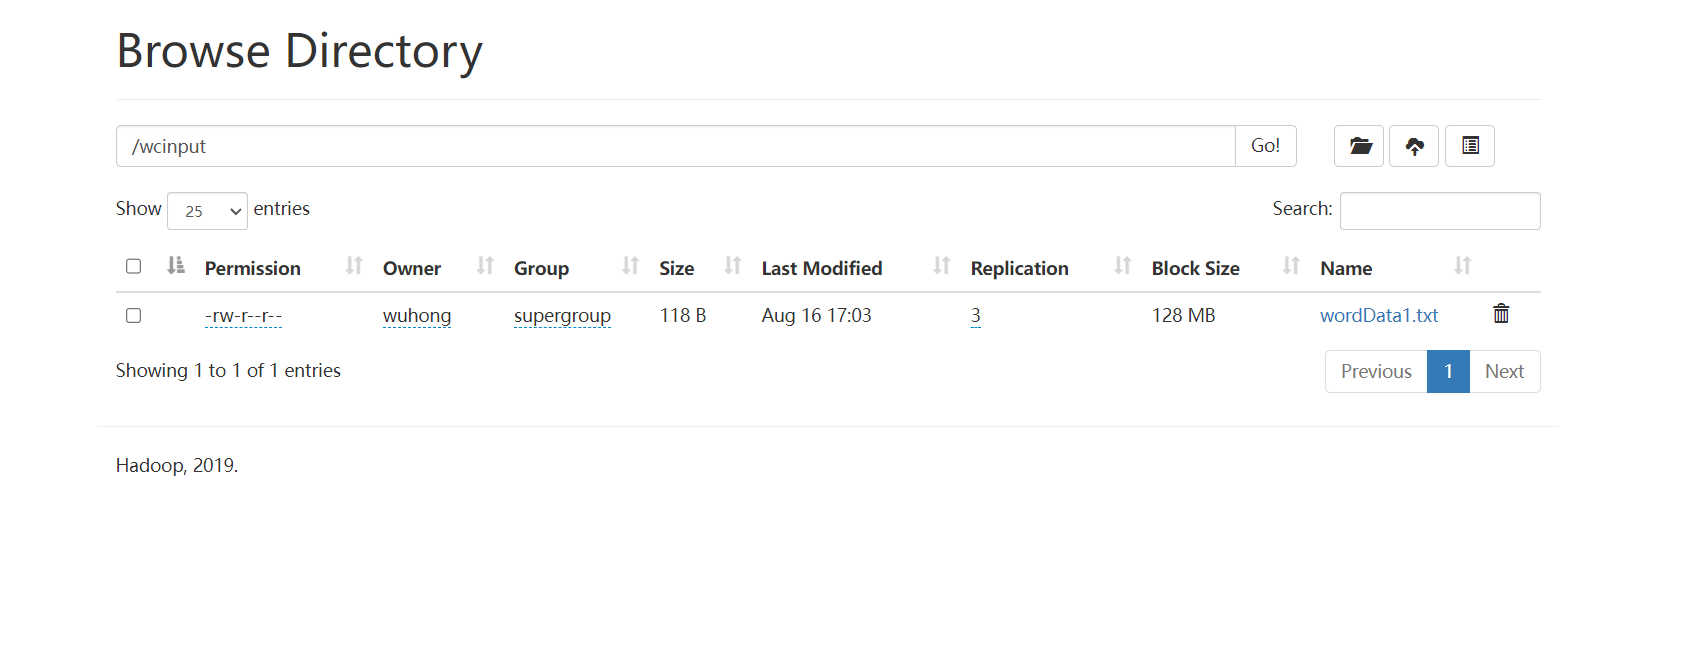 Browse Directory
/wcinput Go!
Show 25 entries Search:
Permission Owner Group Size Last Modified Replication Block Size Name
-rw-r--r-- wuhong supergroup 118 B Aug 16 17:03 3 128 MB wordData1.txt
Showing 1 to 1 of 1 entries Previous 1 Next
Hadoop, 2019.